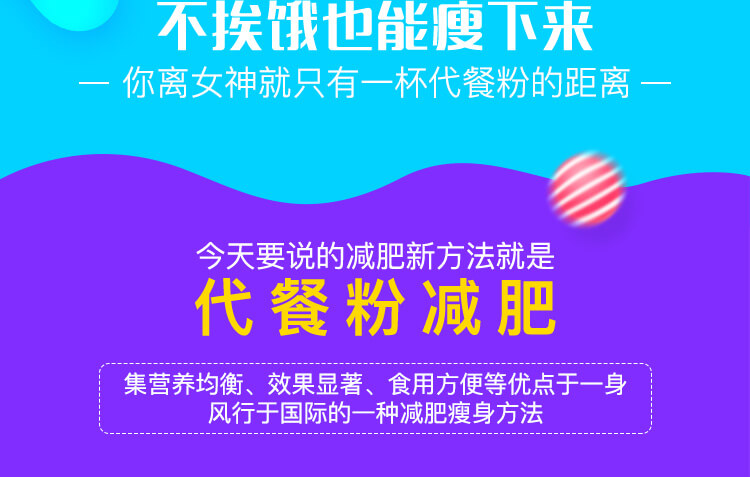 不挨饿也能瘦下来
— 你离女神就只有一杯代餐粉的距离 —
今天要说的减肥新方法就是
代餐粉减肥
集营养均衡、效果显著、食用方便等优点于一身
风行于国际的一种减肥瘦身方法